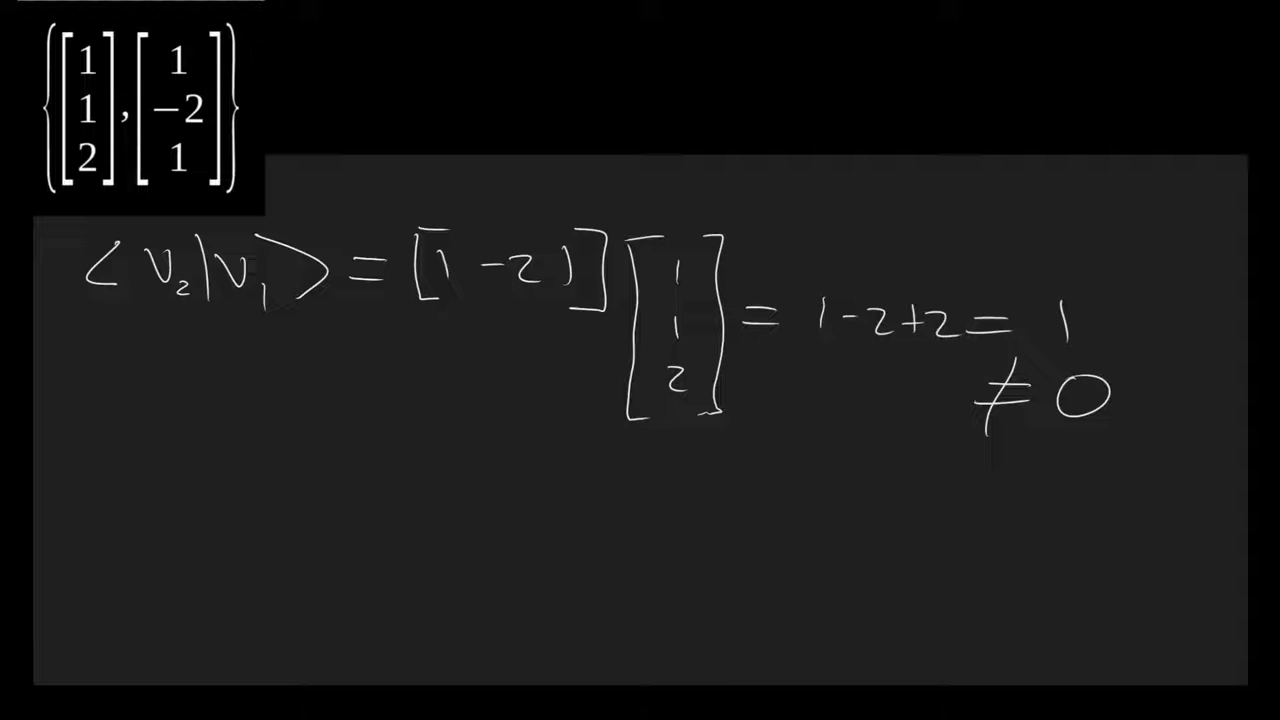 {[1 1 2], [1 −2 1]}
<v₂|v₁> = [1 -2 1] [1 1 2] = 1-2+2 = 1
≠ 0